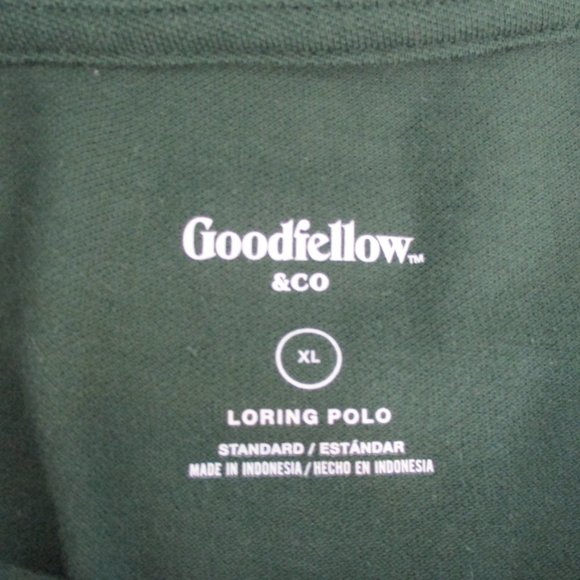 Goodfellow™
&CO
XL
LORING POLO
STANDARD / ESTÁNDAR
MADE IN INDONESIA / HECHO EN INDONESIA